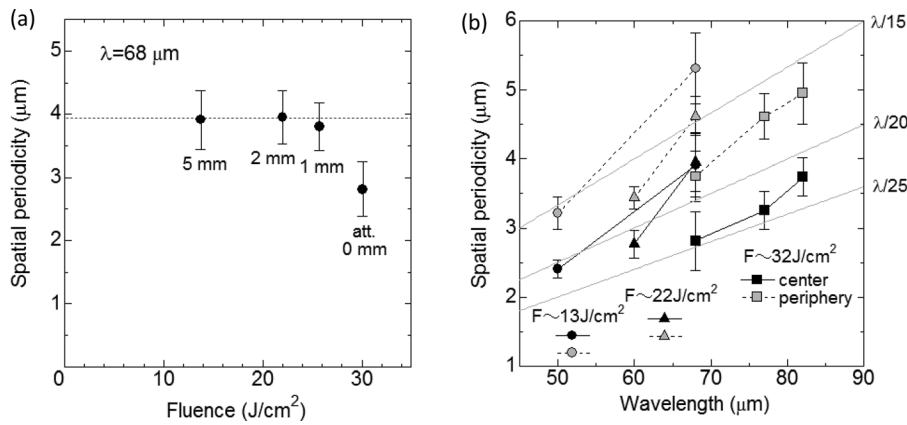 (a)
λ=68 μm
5 mm
2 mm
1 mm
att.
0 mm
Spatial periodicity (μm)
0
1
2
3
4
5
0
10
20
30
Fluence (J/cm²)
(b)
Spatial periodicity (μm)
6
5
4
3
2
1
λ/15
λ/20
λ/25
F～32J/cm²
center
periphery
F～22J/cm²
F～13J/cm²
50
60
70
80
90
Wavelength (μm)